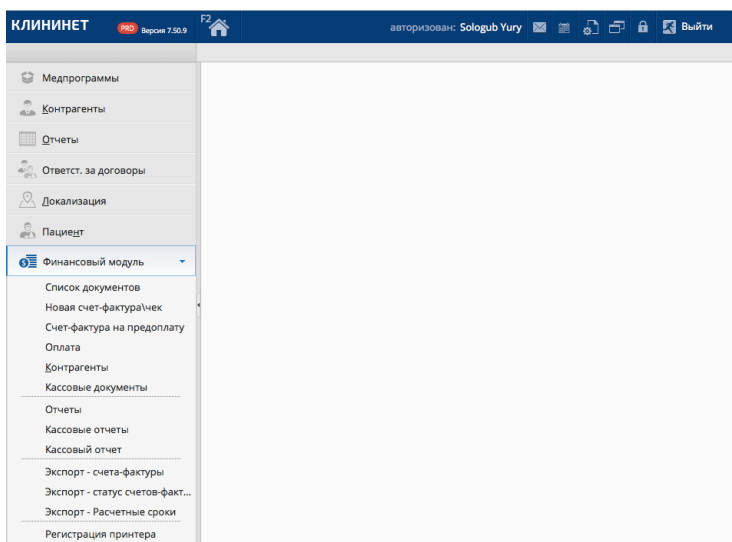 КЛИНИНЕТ PRO Версия 7.50.9 F2 авторизован: Sologub Yury Выйти
Медпрограммы
Контрагенты
Отчеты
Ответст. за договоры
Локализация
Пациент
Финансовый модуль
Список документов
Новая счет-фактура\чек
Счет-фактура на предоплату
Оплата
Контрагенты
Кассовые документы
Отчеты
Кассовые отчеты
Кассовый отчет
Экспорт - счета-фактуры
Экспорт - статус счетов-факт...
Экспорт - Расчетные сроки
Регистрация принтера